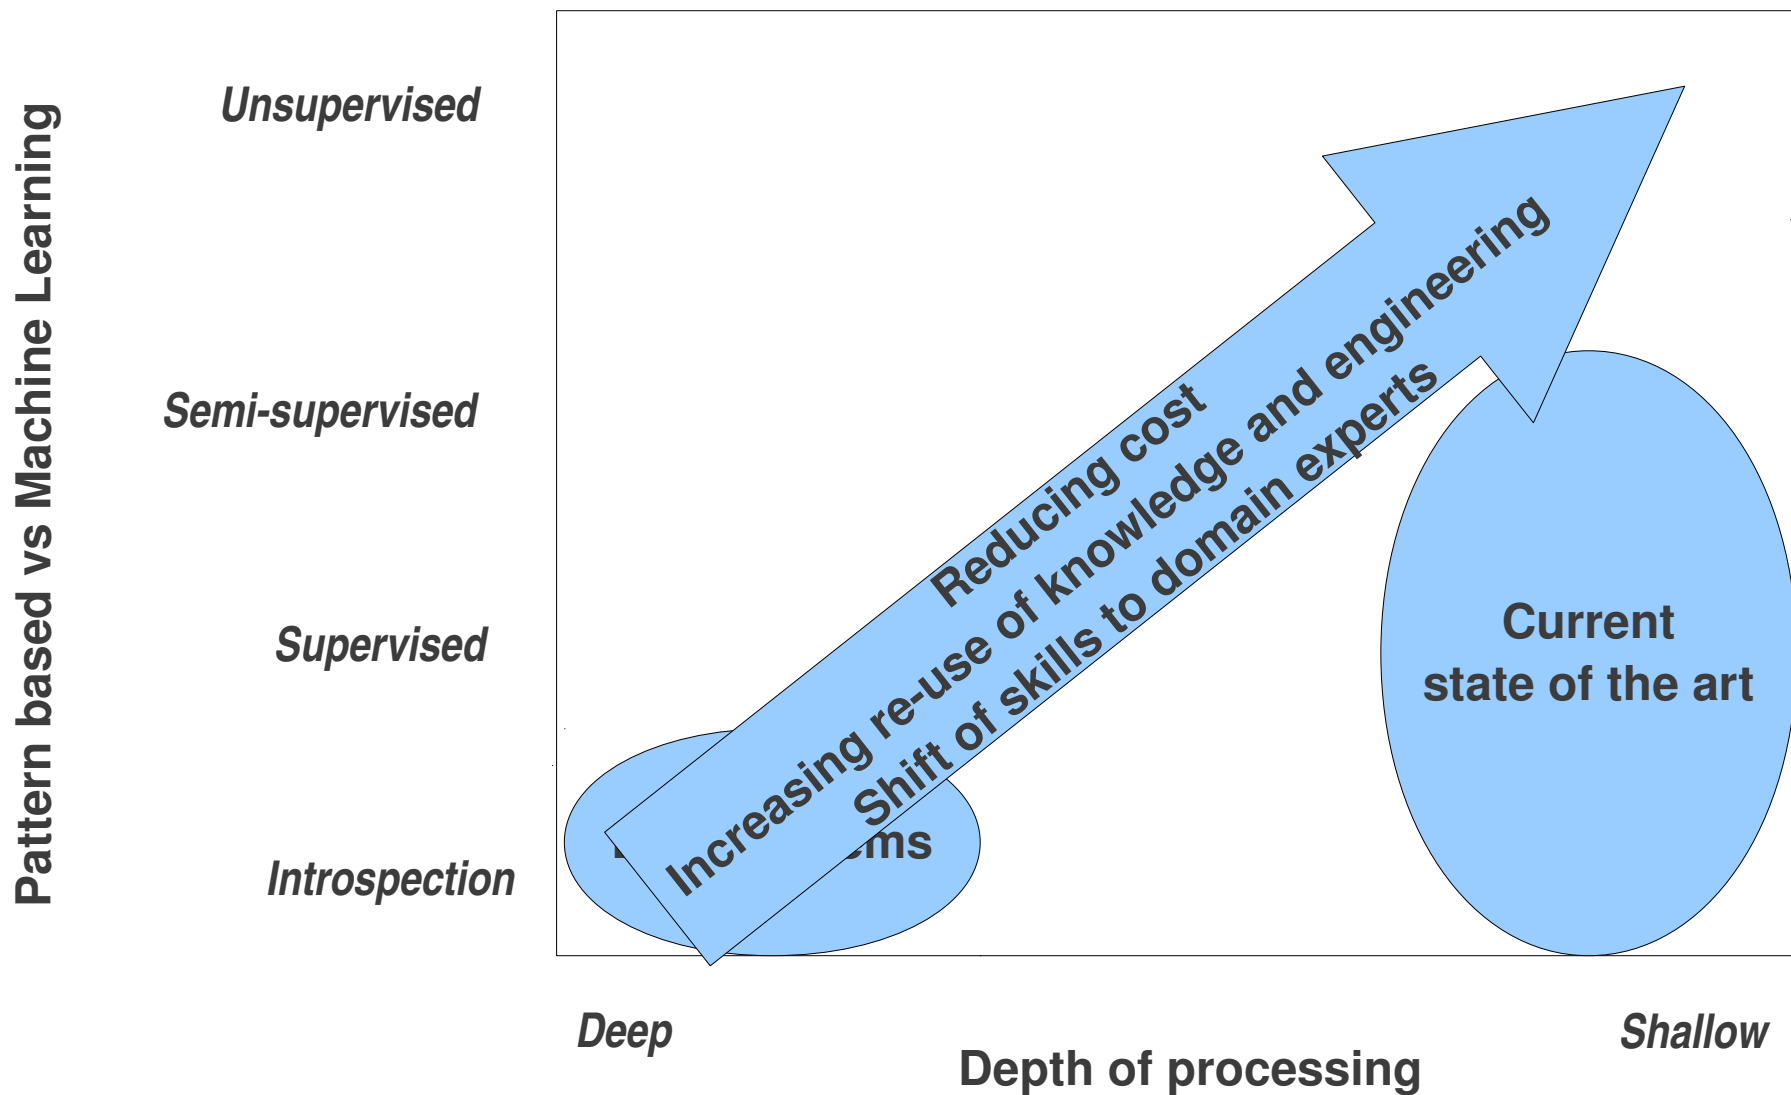 Pattern based vs Machine Learning
Unsupervised
Semi-supervised
Supervised
Introspection
Reducing cost
Increasing re-use of knowledge and engineering
Shift of skills to domain experts
Current
state of the art
Deep
Shallow
Depth of processing